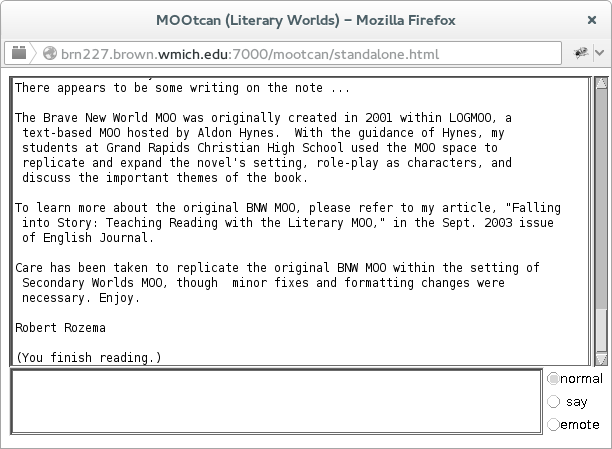 MOOtcan (Literary Worlds) – Mozilla Firefox
brn227.brown.wmich.edu:7000/mootcan/standalone.html
There appears to be some writing on the note ...
The Brave New World MOO was originally created in 2001 within LOGMOO, a
text-based MOO hosted by Aldon Hynes.  With the guidance of Hynes, my
students at Grand Rapids Christian High School used the MOO space to
replicate and expand the novel's setting, role-play as characters, and
discuss the important themes of the book.
To learn more about the original BNW MOO, please refer to my article, "Falling
into Story: Teaching Reading with the Literary MOO," in the Sept. 2003 issue
of English Journal.
Care has been taken to replicate the original BNW MOO within the setting of
Secondary Worlds MOO, though  minor fixes and formatting changes were
necessary. Enjoy.
Robert Rozema
(You finish reading.)
normal
say
emote